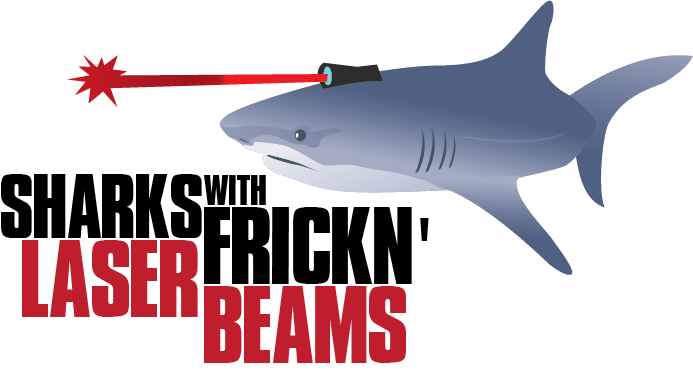 SHARKS WITH
FRICKN'
LASER
BEAMS